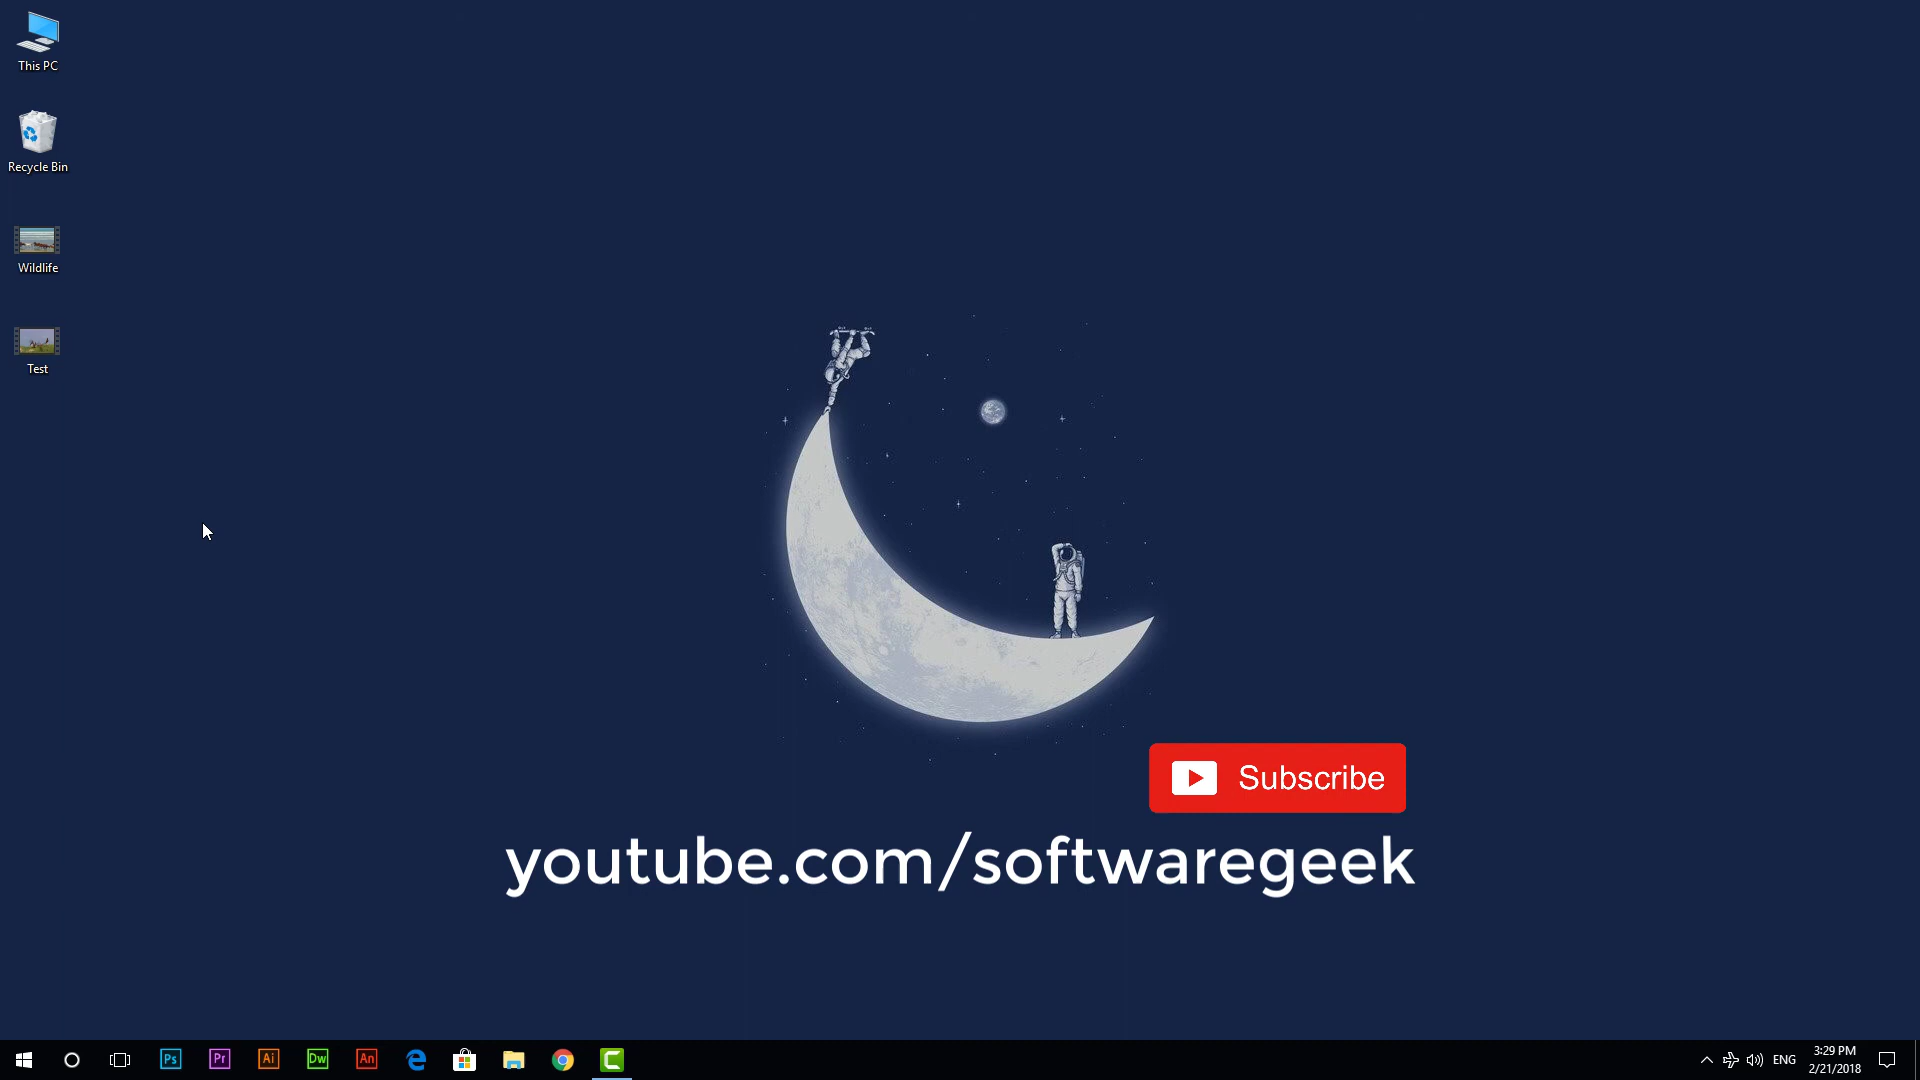 This PC
Recycle Bin
Wildlife
Test
Subscribe
youtube.com/softwaregeek
Ps
Pr
Ai
Dw
An
ENG
3:29 PM
2/21/2018